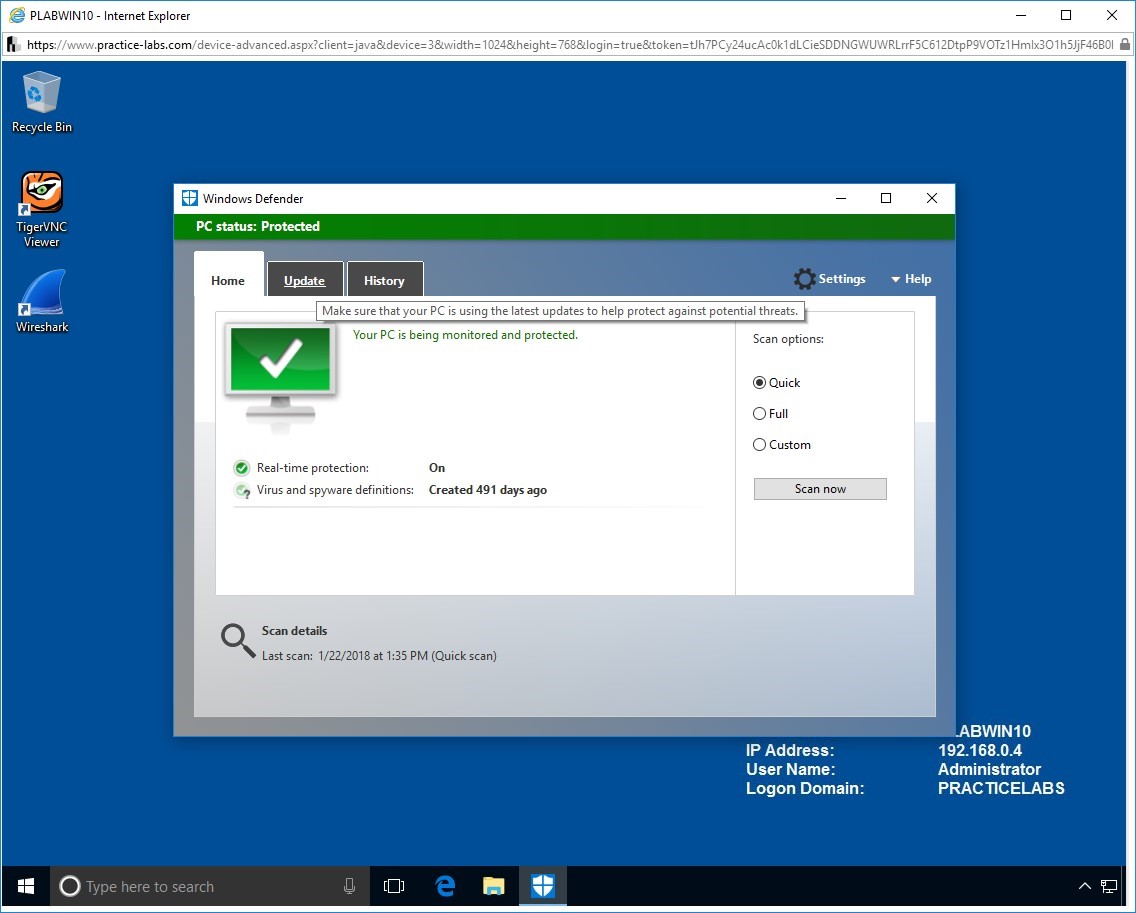 PLABWIN10 - Internet Explorer
https://www.practice-labs.com/device-advanced.aspx?client=java&device=3&width=1024&height=768&login=true&token=
Recycle Bin
TigerVNC
Viewer
Wireshark
Windows Defender
PC status: Protected
Home
Update
History
Settings
Help
Make sure that your PC is using the latest updates to help protect against potential threats.
Your PC is being monitored and protected.
Scan options:
Quick
Full
Custom
Scan now
Real-time protection: On
Virus and spyware definitions: Created 491 days ago
Scan details
Last scan: 1/22/2018 at 1:35 PM (Quick scan)
LABWIN10
IP Address: 192.168.0.4
User Name: Administrator
Logon Domain: PRACTICELABS
Type here to search